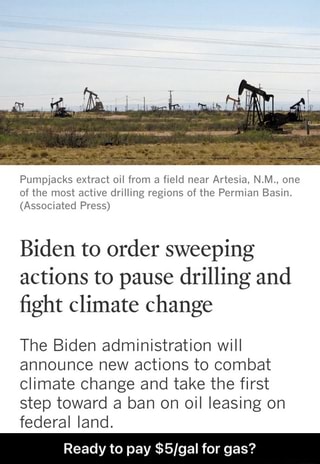 Pumpjacks extract oil from a field near Artesia, N.M., one
of the most active drilling regions of the Permian Basin.
(Associated Press)
Biden to order sweeping
actions to pause drilling and
fight climate change
The Biden administration will
announce new actions to combat
climate change and take the first
step toward a ban on oil leasing on
federal land.
Ready to pay $5/gal for gas?